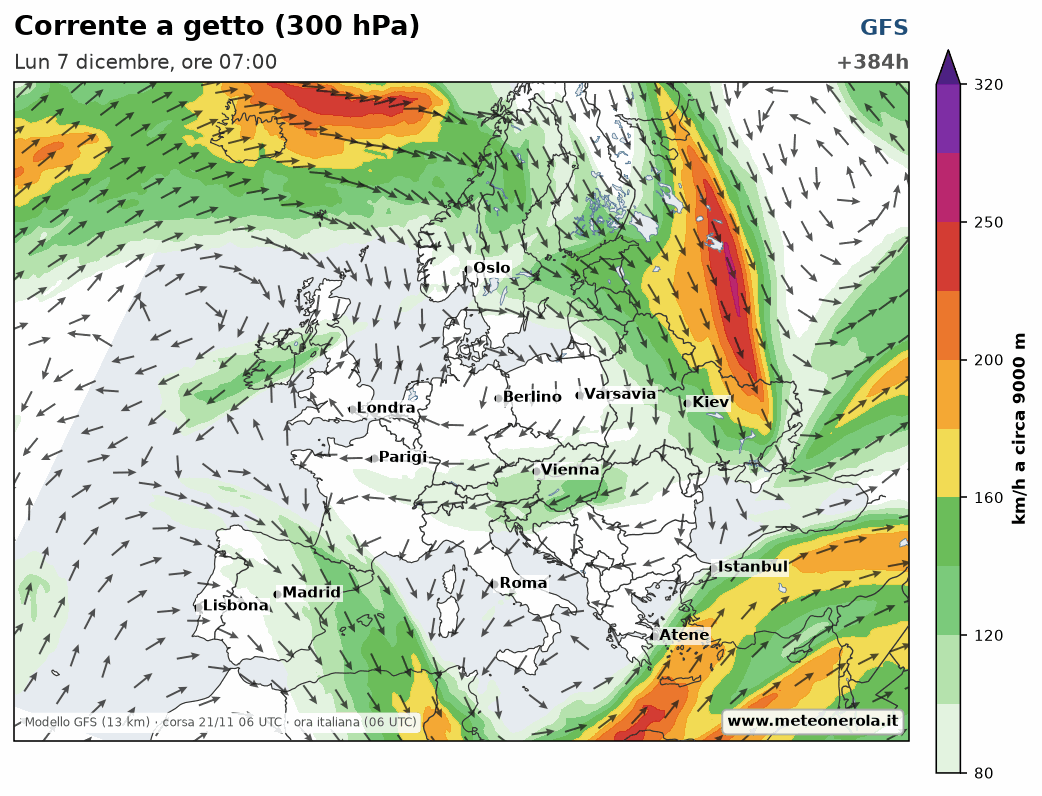 Corrente a getto (300 hPa)
GFS
Lun 7 dicembre, ore 07:00
+384h
320
250
200
160
120
80
km/h a circa 9000 m
Oslo
Berlino
Varsavia
Kiev
Londra
Parigi
Vienna
Istanbul
Roma
Madrid
Lisbona
Atene
Modello GFS (13 km) · corsa 21/11 06 UTC · ora italiana (06 UTC)
www.meteonerola.it